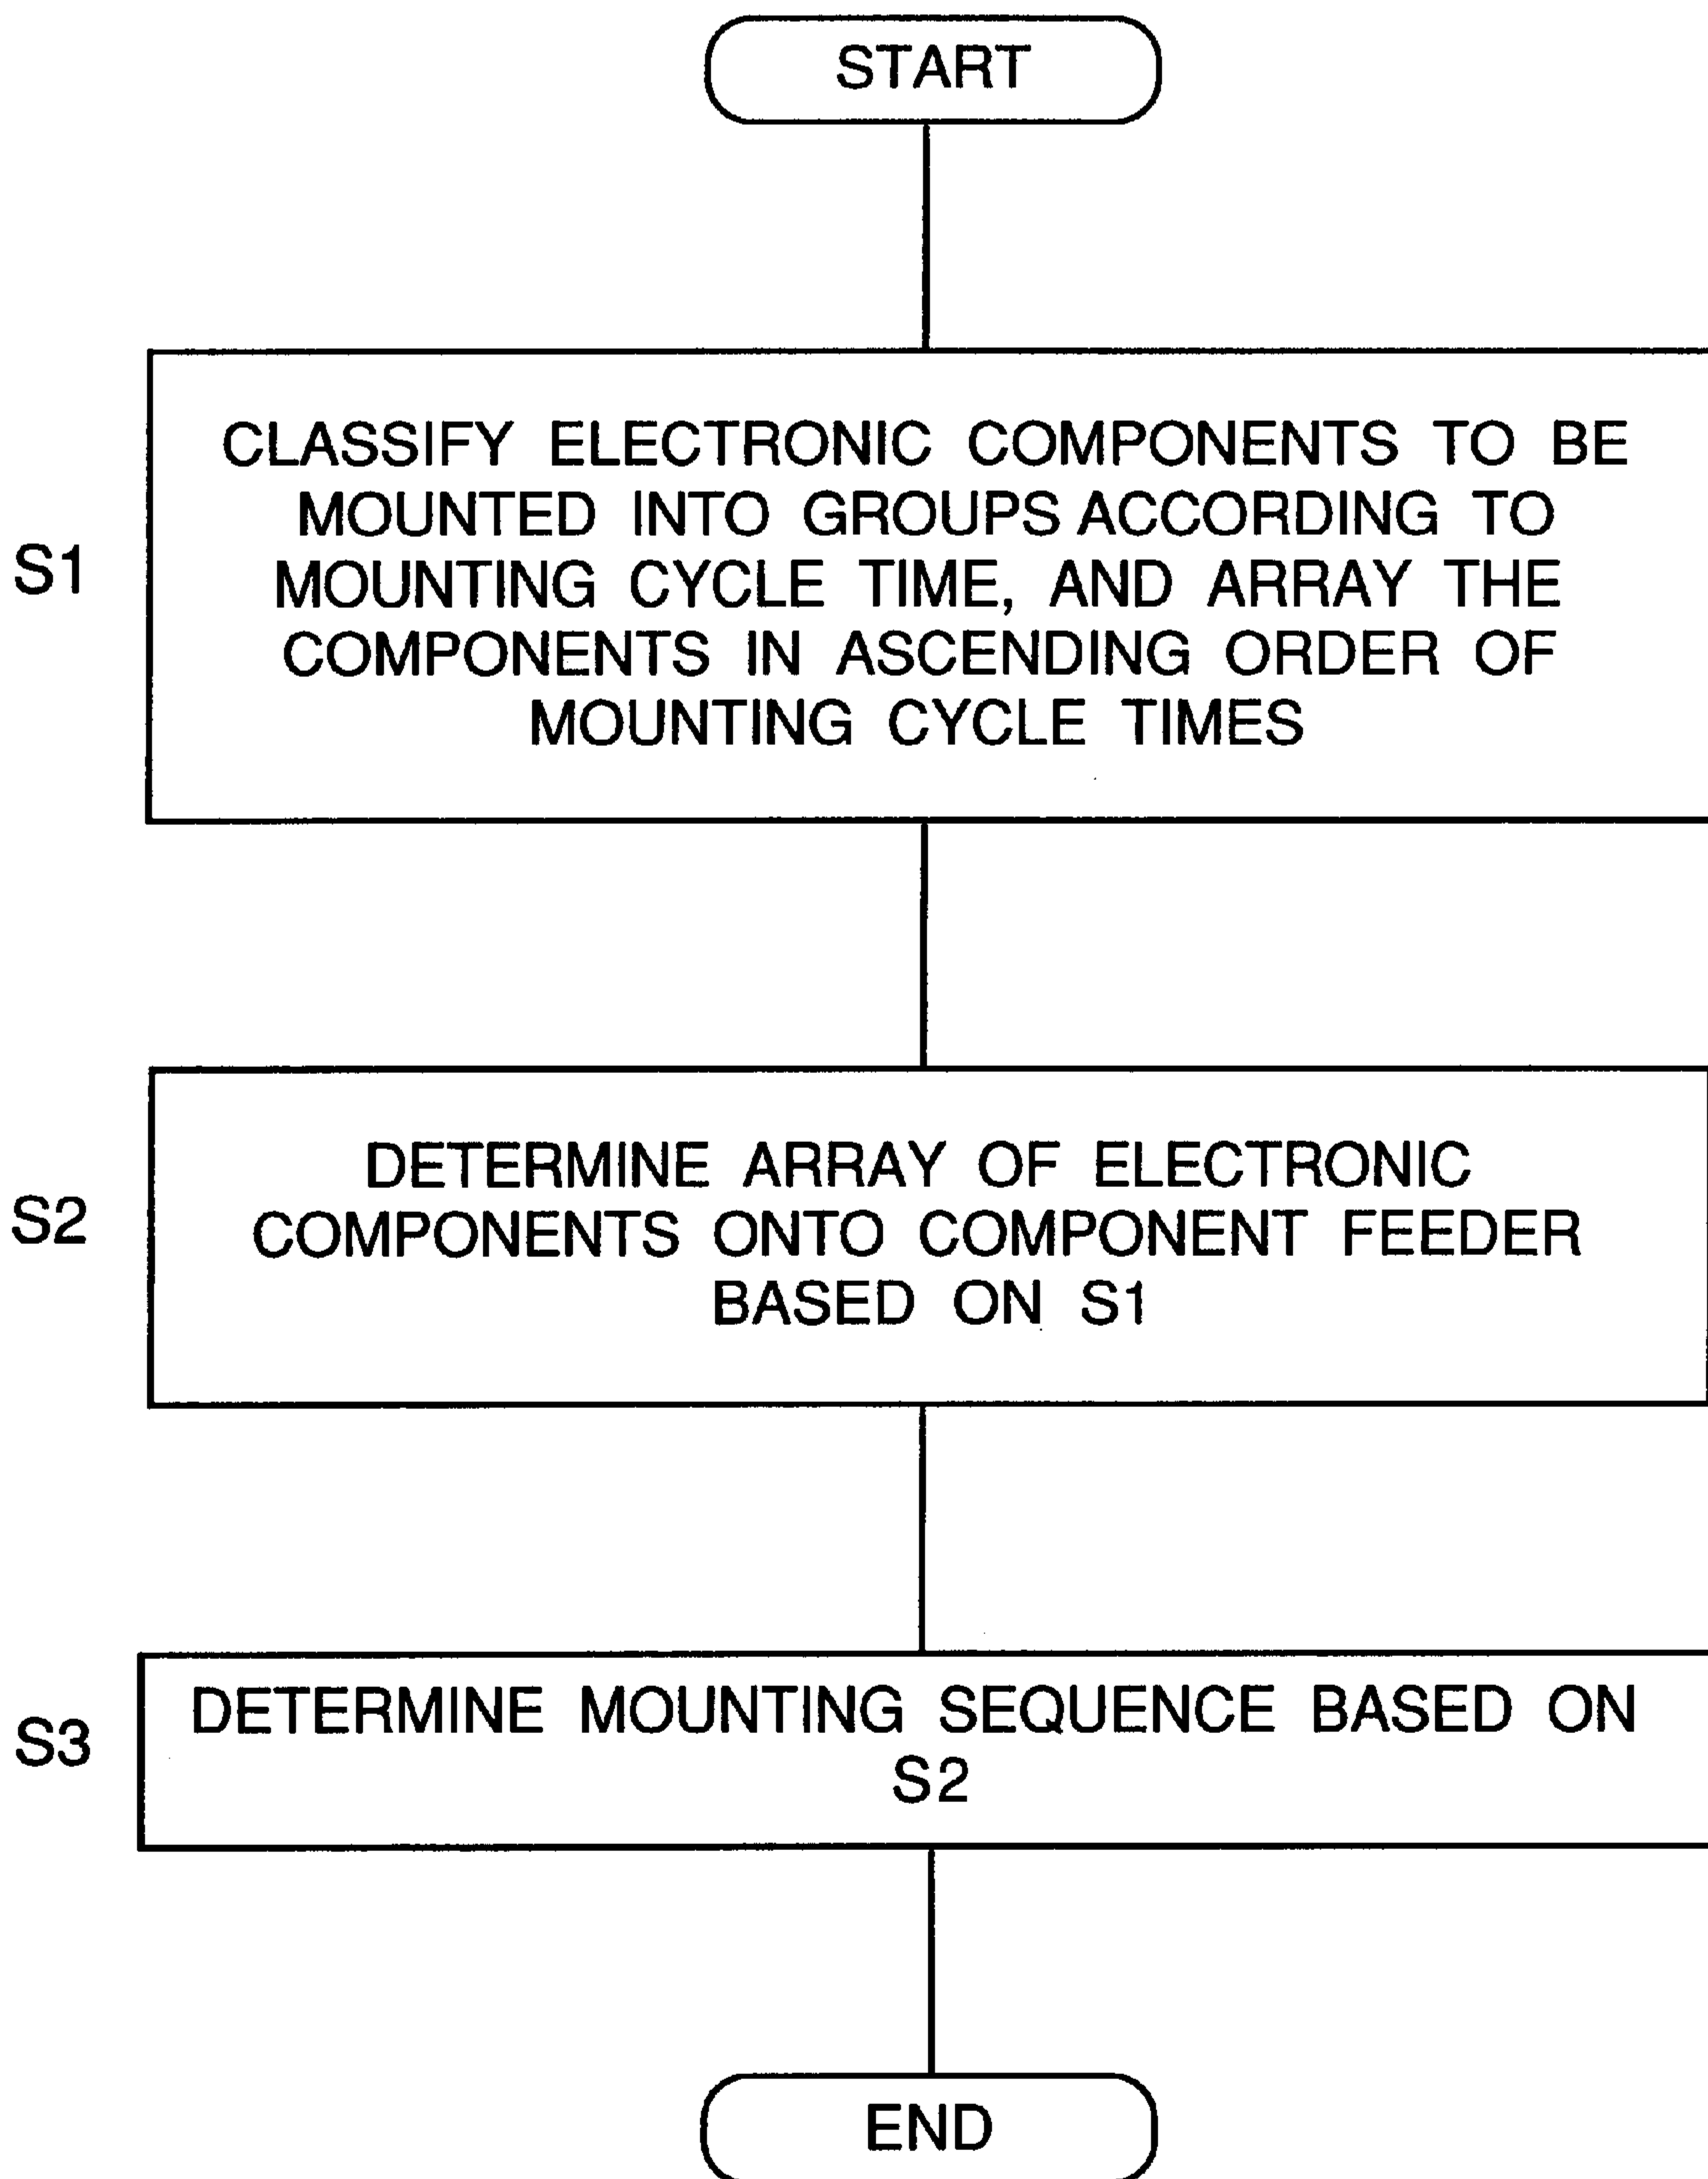 START
S1
CLASSIFY ELECTRONIC COMPONENTS TO BE
MOUNTED INTO GROUPS ACCORDING TO
MOUNTING CYCLE TIME, AND ARRAY THE
COMPONENTS IN ASCENDING ORDER OF
MOUNTING CYCLE TIMES
S2
DETERMINE ARRAY OF ELECTRONIC
COMPONENTS ONTO COMPONENT FEEDER
BASED ON S1
S3
DETERMINE MOUNTING SEQUENCE BASED ON
S2
END